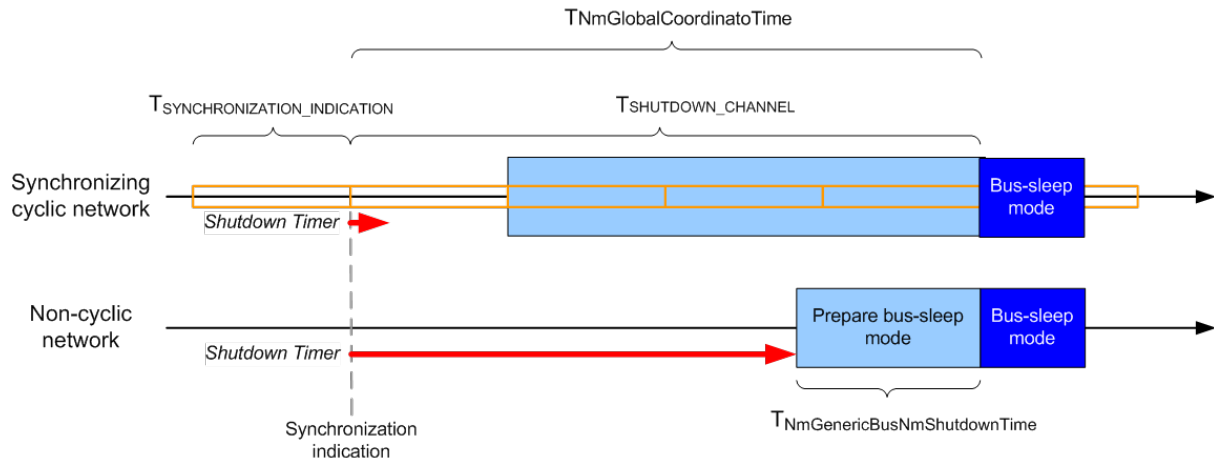 TNmGlobalCoordinatoTime
TSYNCHRONIZATION_INDICATION
TSHUTDOWN_CHANNEL
Synchronizing
cyclic network
Bus-sleep
mode
Shutdown Timer
Non-cyclic
network
Prepare bus-sleep
mode
Bus-sleep
mode
Shutdown Timer
TNmGenericBusNmShutdownTime
Synchronization
indication